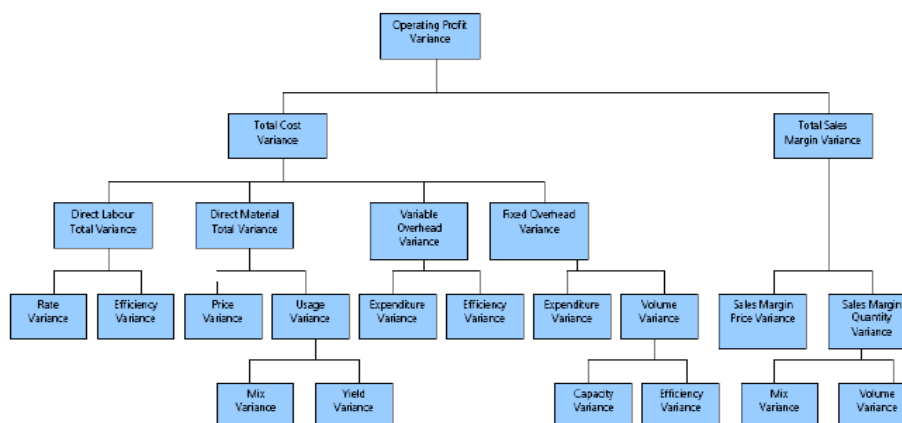 Operating Profit
Variance
Total Cost
Variance
Total Sales
Margin Variance
Direct Labour
Total Variance
Direct Material
Total Variance
Variable
Overhead
Variance
Fixed Overhead
Variance
Rate
Variance
Efficiency
Variance
Price
Variance
Usage
Variance
Expenditure
Variance
Efficiency
Variance
Expenditure
Variance
Volume
Variance
Sales Margin
Price Variance
Sales Margin
Quantity
Variance
Mix
Variance
Yield
Variance
Capacity
Variance
Efficiency
Variance
Mix
Variance
Volume
Variance